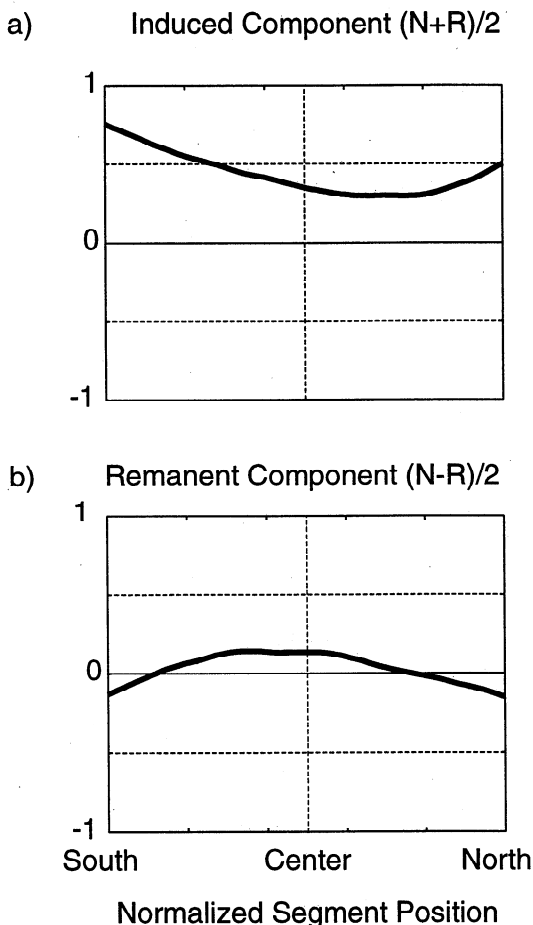 a) Induced Component (N+R)/2
1
0
-1
b) Remanent Component (N-R)/2
1
0
-1
South Center North
Normalized Segment Position